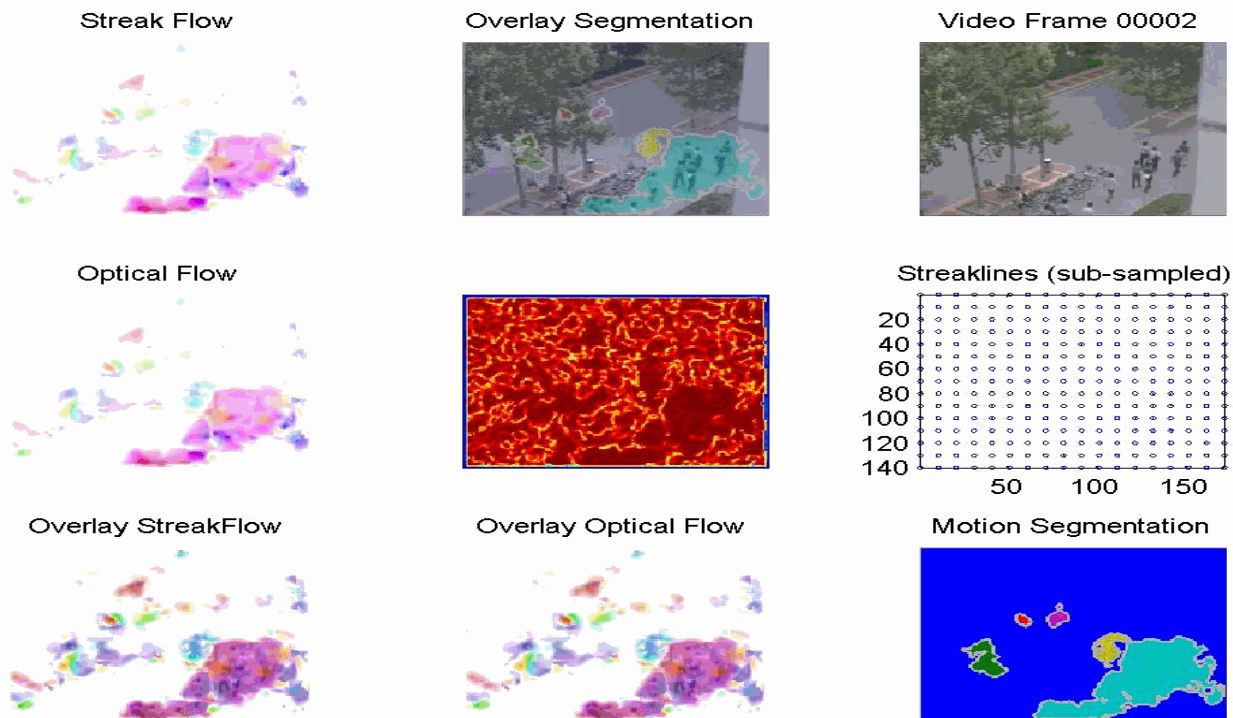 Streak Flow
Overlay Segmentation
Video Frame 00002
Optical Flow
Streaklines (sub-sampled)
20
40
60
80
100
120
140
50 100 150
Overlay StreakFlow
Overlay Optical Flow
Motion Segmentation